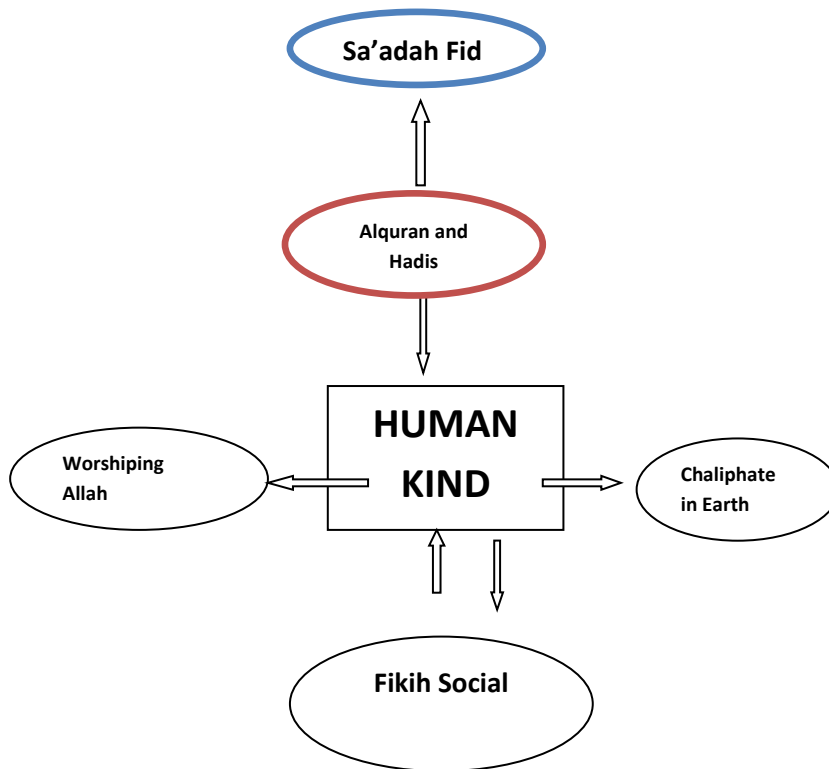 Sa’adah Fid
Alquran and
Hadis
HUMAN
KIND
Worshiping
Allah
Chaliphate
in Earth
Fikih Social